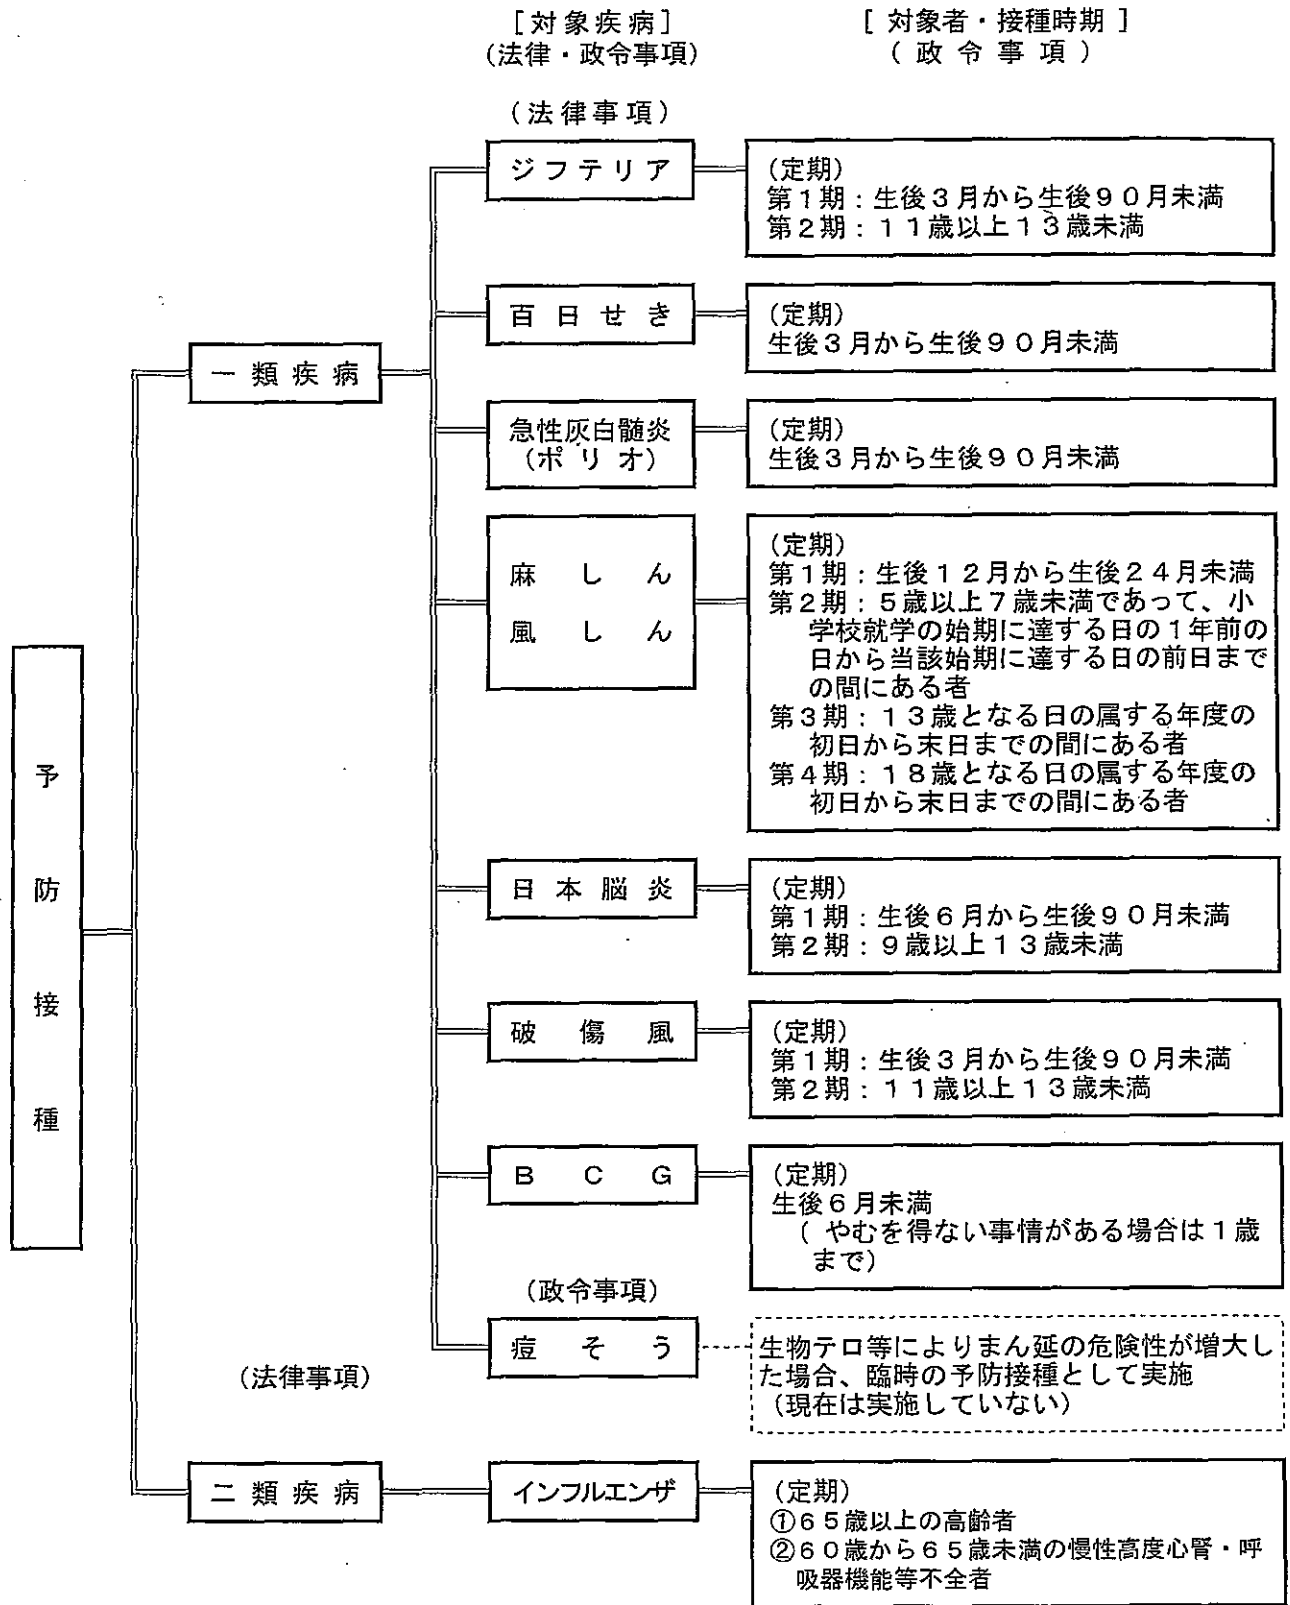 [対象疾病]
(法律・政令事項)
[ 対象者・接種時期 ]
( 政 令 事 項 )
(法律事項)
ジフテリア
(定期)
第1期：生後3月から生後90月未満
第2期：11歳以上13歳未満
百日せき
(定期)
生後3月から生後90月未満
一類疾病
急性灰白髄炎
(ポリオ)
(定期)
生後3月から生後90月未満
麻しん
風しん
(定期)
第1期：生後12月から生後24月未満
第2期：5歳以上7歳未満であって、小
学校就学の始期に達する日の1年前の
日から当該始期に達する日の前日まで
の間にある者
第3期：13歳となる日の属する年度の
初日から末日までの間にある者
第4期：18歳となる日の属する年度の
初日から末日までの間にある者
予防接種
日本脳炎
(定期)
第1期：生後6月から生後90月未満
第2期：9歳以上13歳未満
破傷風
(定期)
第1期：生後3月から生後90月未満
第2期：11歳以上13歳未満
BCG
(定期)
生後6月未満
( やむを得ない事情がある場合は1歳
まで)
(政令事項)
痘そう
生物テロ等によりまん延の危険性が増大し
た場合、臨時の予防接種として実施
(現在は実施していない)
(法律事項)
二類疾病
インフルエンザ
(定期)
①65歳以上の高齢者
②60歳から65歳未満の慢性高度心腎・呼
吸器機能等不全者